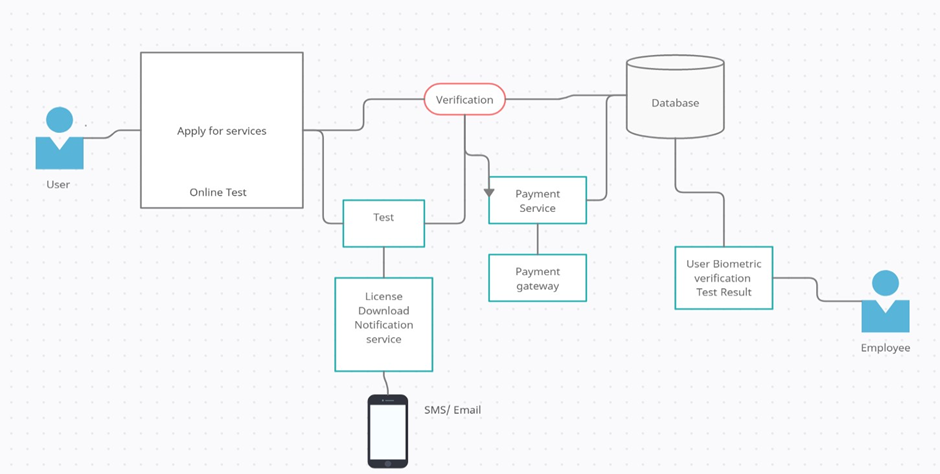 User
Apply for services
Online Test
Verification
Database
Test
Payment
Service
Payment
gateway
License
Download
Notification
service
SMS/ Email
User Biometric
verification
Test Result
Employee